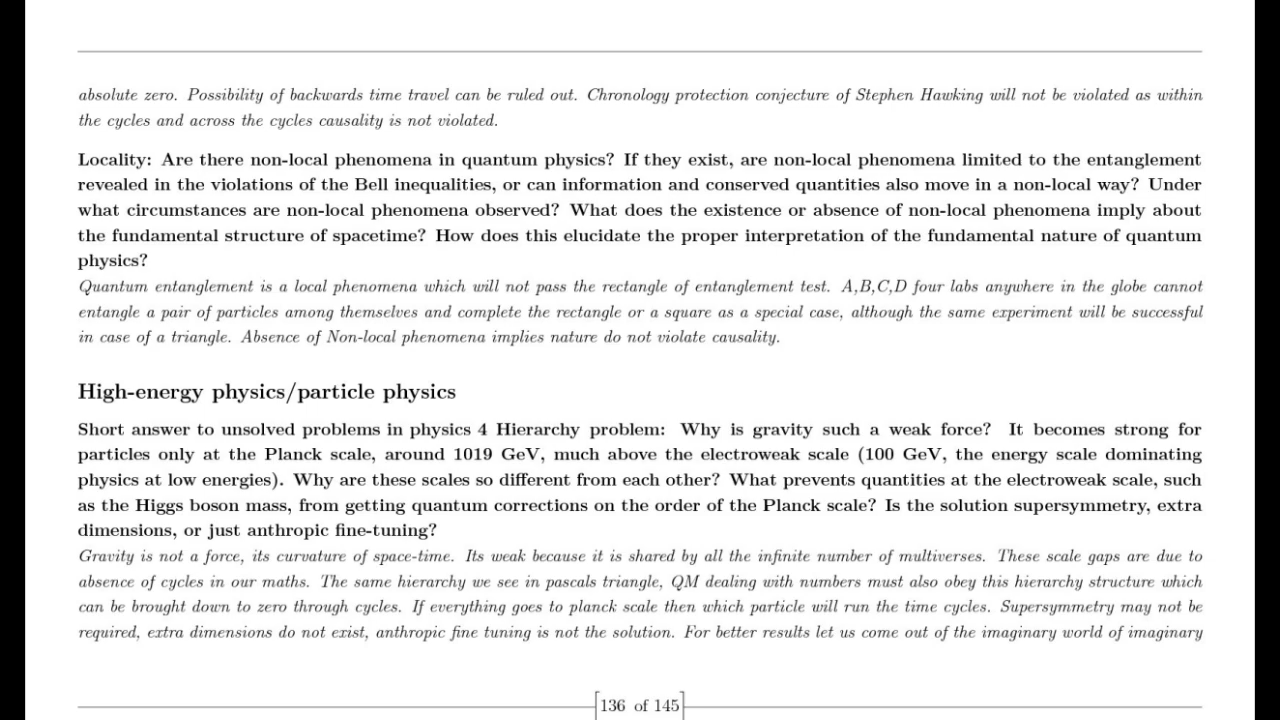 absolute zero. Possibility of backwards time travel can be ruled out. Chronology protection conjecture of Stephen Hawking will not be violated as within
the cycles and across the cycles causality is not violated.
Locality: Are there non-local phenomena in quantum physics? If they exist, are non-local phenomena limited to the entanglement
revealed in the violations of the Bell inequalities, or can information and conserved quantities also move in a non-local way? Under
what circumstances are non-local phenomena observed? What does the existence or absence of non-local phenomena imply about
the fundamental structure of spacetime? How does this elucidate the proper interpretation of the fundamental nature of quantum
physics?
Quantum entanglement is a local phenomena which will not pass the rectangle of entanglement test. A,B,C,D four labs anywhere in the globe cannot
entangle a pair of particles among themselves and complete the rectangle or a square as a special case, although the same experiment will be successful
in case of a triangle. Absence of Non-local phenomena implies nature do not violate causality.
High-energy physics/particle physics
Short answer to unsolved problems in physics 4 Hierarchy problem: Why is gravity such a weak force? It becomes strong for
particles only at the Planck scale, around 1019 GeV, much above the electroweak scale (100 GeV, the energy scale dominating
physics at low energies). Why are these scales so different from each other? What prevents quantities at the electroweak scale, such
as the Higgs boson mass, from getting quantum corrections on the order of the Planck scale? Is the solution supersymmetry, extra
dimensions, or just anthropic fine-tuning?
Gravity is not a force, its curvature of space-time. Its weak because it is shared by all the infinite number of multiverses. These scale gaps are due to
absence of cycles in our maths. The same hierarchy we see in pascals triangle, QM dealing with numbers must also obey this hierarchy structure which
can be brought down to zero through cycles. If everything goes to planck scale then which particle will run the time cycles. Supersymmetry may not be
required, extra dimensions do not exist, anthropic fine tuning is not the solution. For better results let us come out of the imaginary world of imaginary
136 of 145